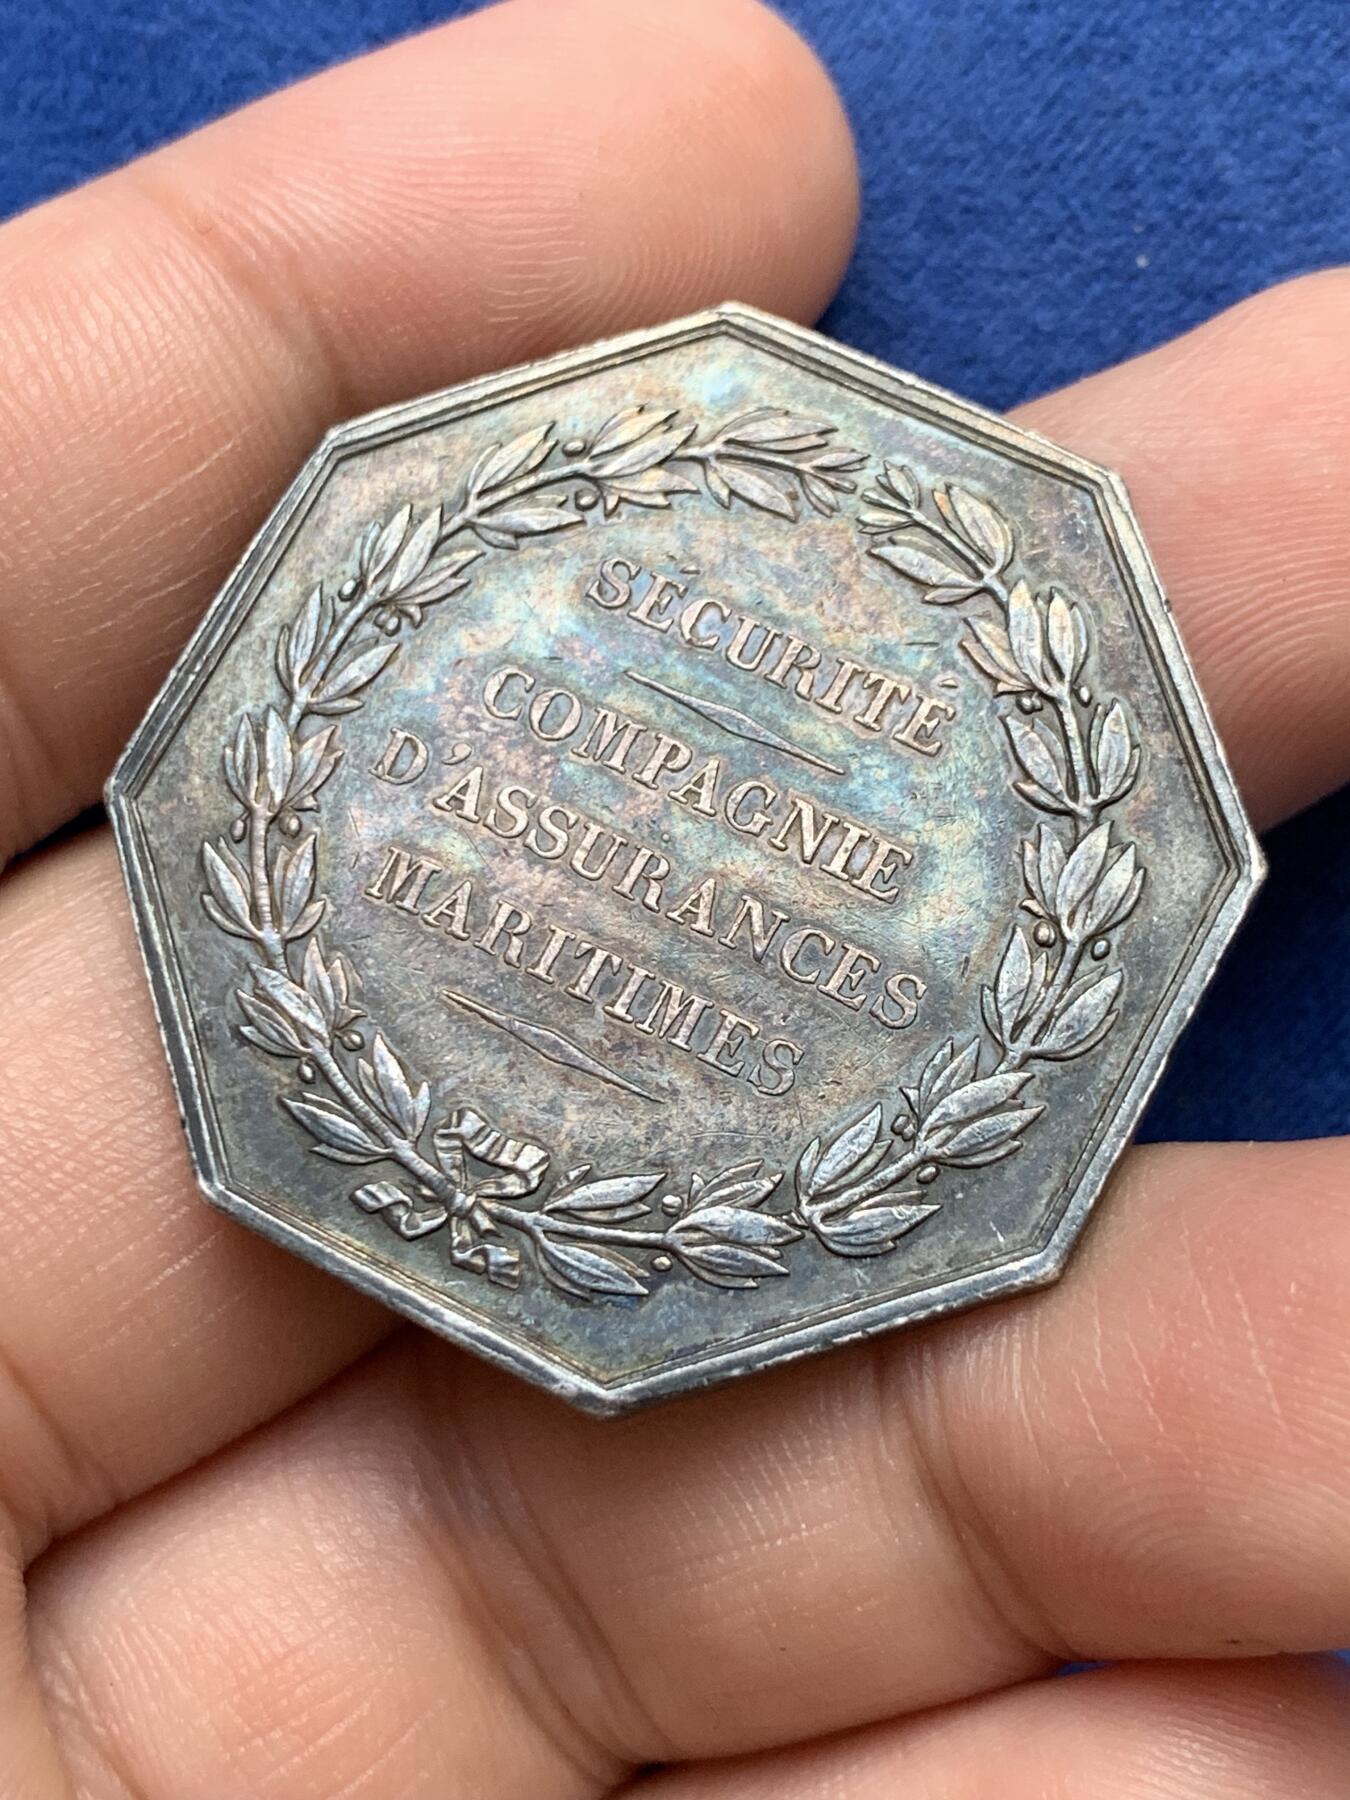 SÉCURITÉ
COMPAGNIE
D'ASSURANCES
MARITIMES